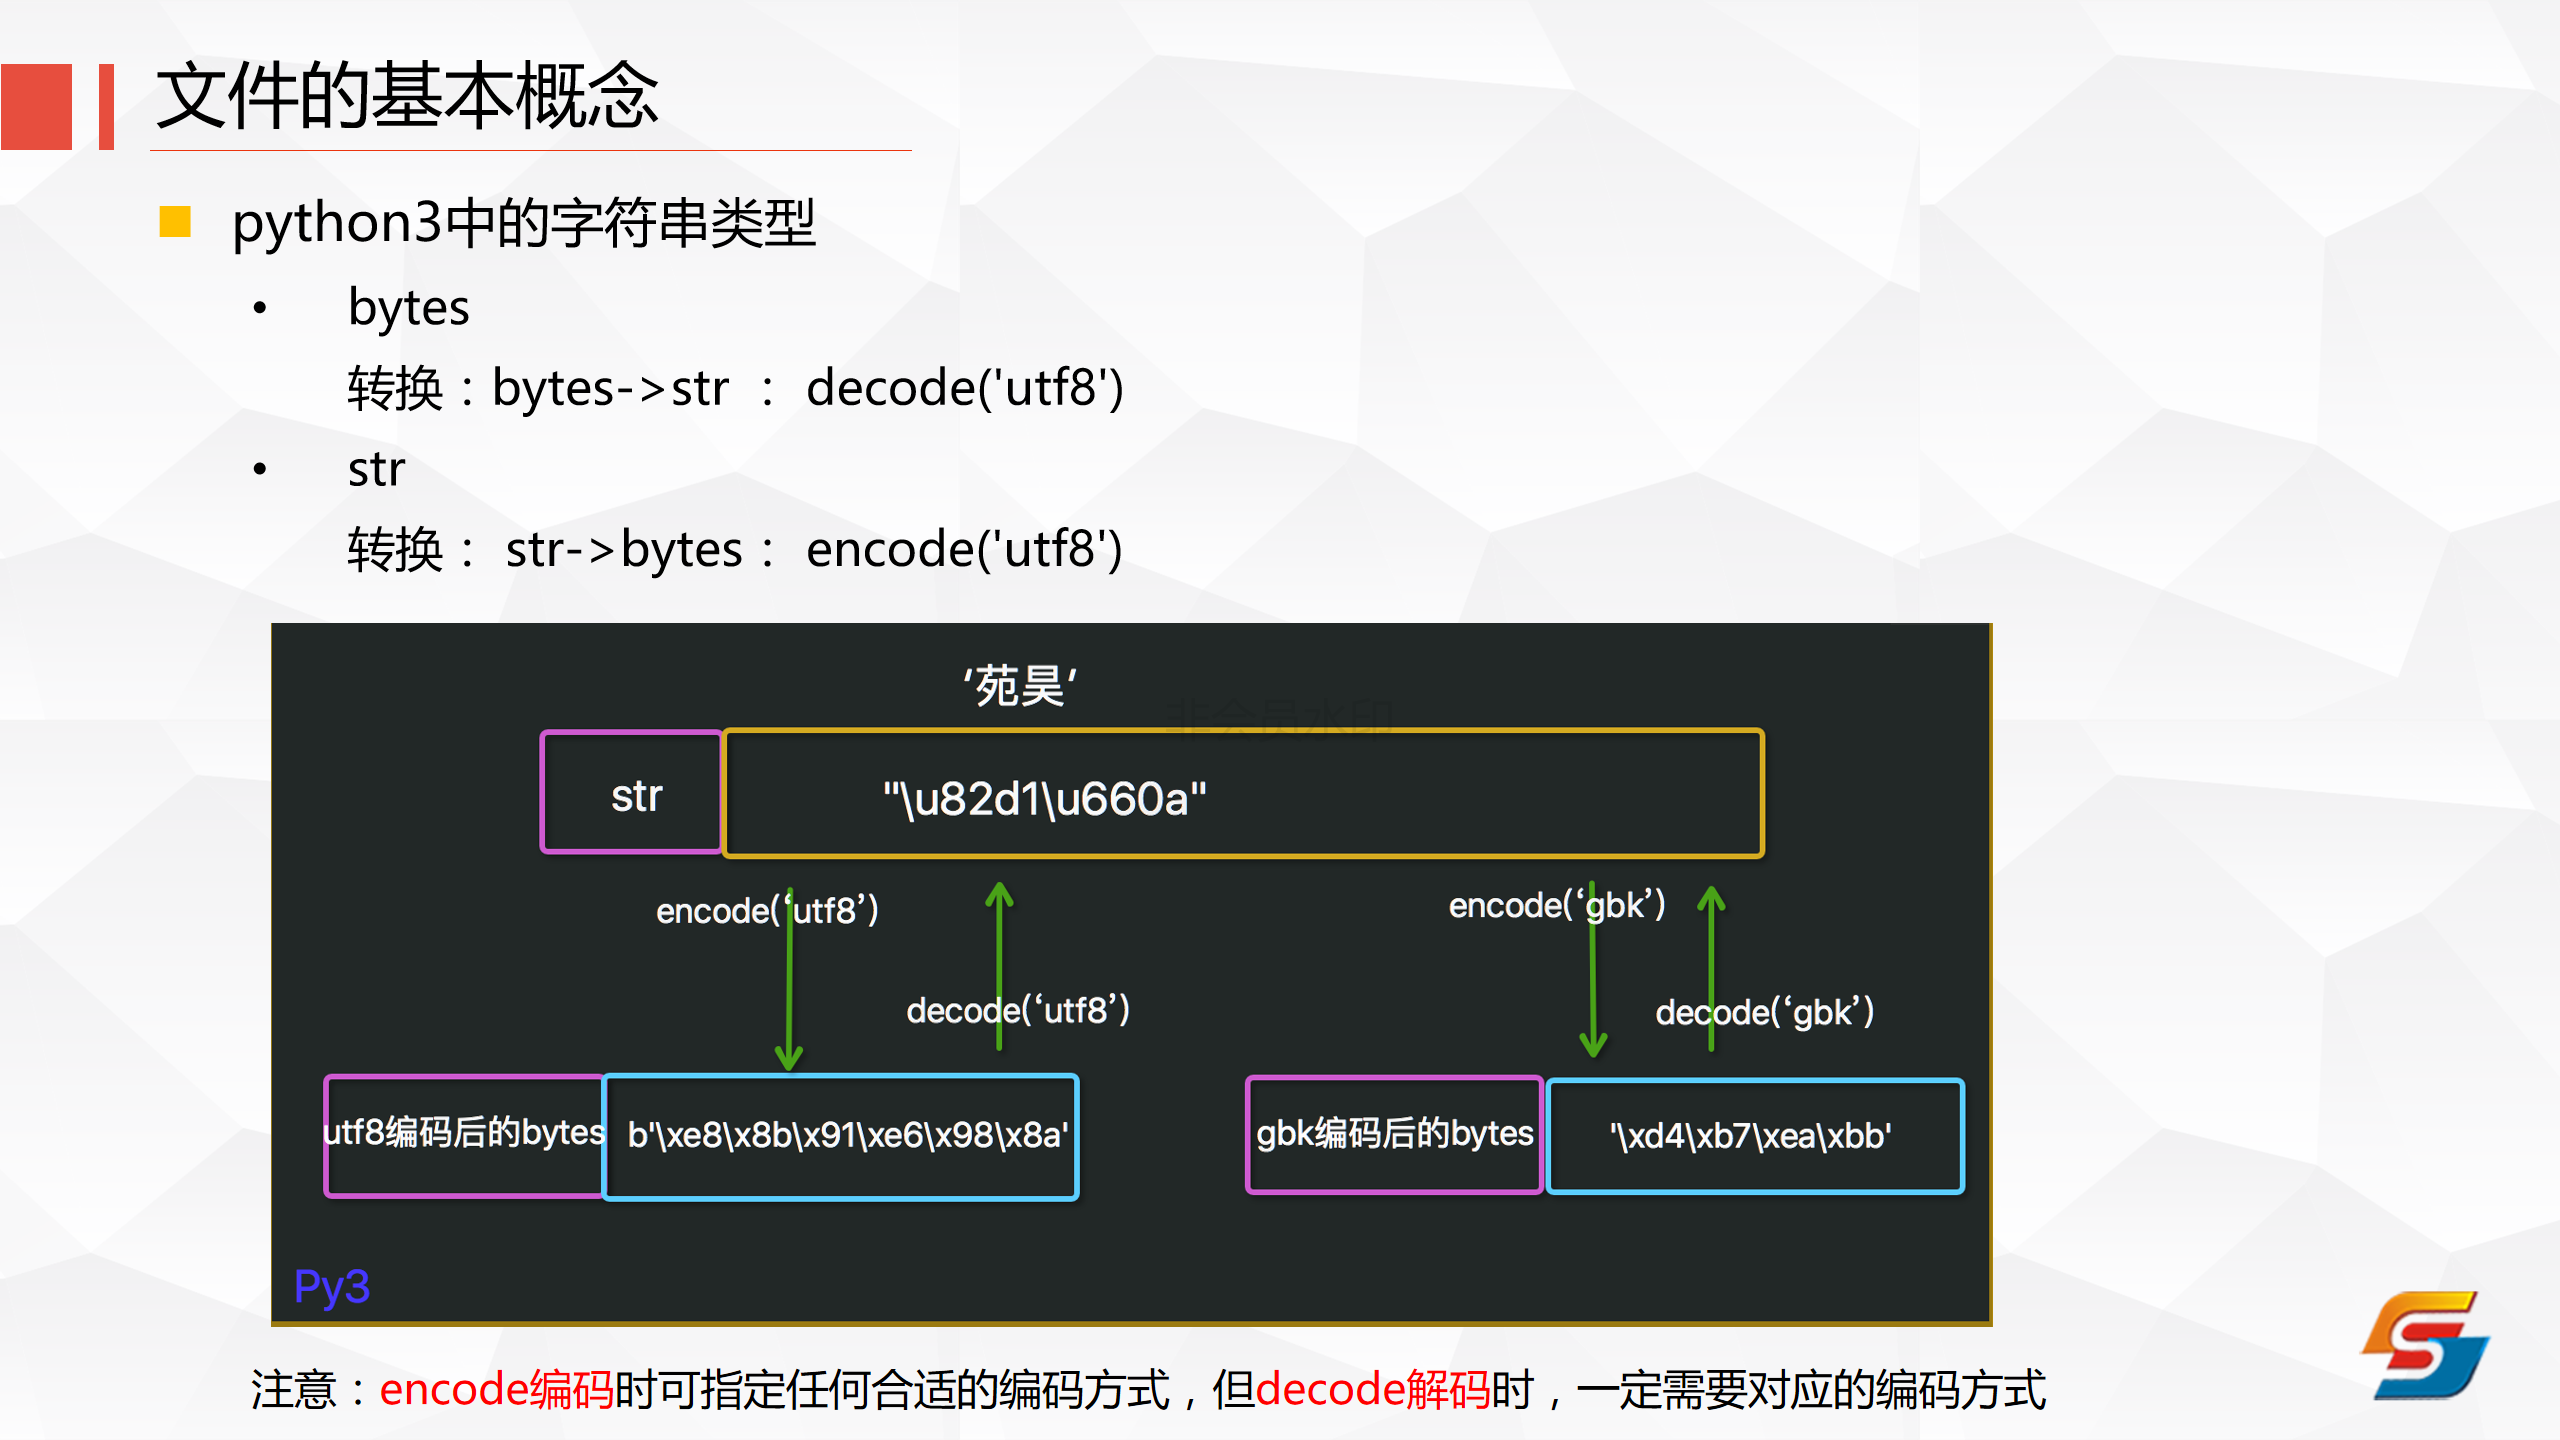 文件的基本概念
python3中的字符串类型
• bytes
转换：bytes->str ： decode('utf8')
• str
转换： str->bytes： encode('utf8')
‘苑昊‘
非会员水印
str "\u82d1\u660a"
encode(‘utf8’) encode(‘gbk’)
decode(‘utf8’) decode(‘gbk’)
utf8编码后的bytes b'\xe8\x8b\x91\xe6\x98\x8a' gbk编码后的bytes '\xd4\xb7\xea\xbb'
Py3
注意：encode编码时可指定任何合适的编码方式，但decode解码时，一定需要对应的编码方式